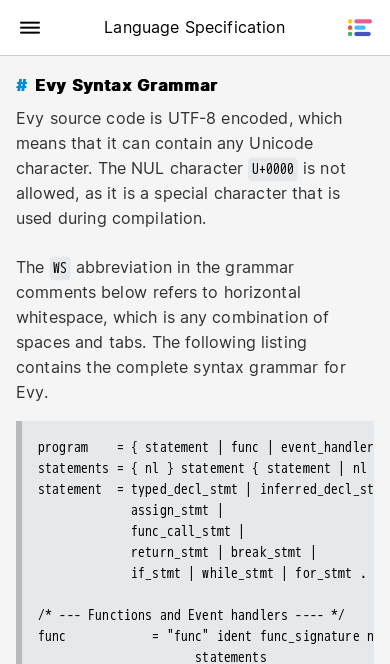 Language Specification
# Evy Syntax Grammar
Evy source code is UTF-8 encoded, which
means that it can contain any Unicode
character. The NUL character U+0000 is not
allowed, as it is a special character that is
used during compilation.
The WS abbreviation in the grammar
comments below refers to horizontal
whitespace, which is any combination of
spaces and tabs. The following listing
contains the complete syntax grammar for
Evy.
program    = { statement | func | event_handler
statements = { nl } statement { statement | nl
statement  = typed_decl_stmt | inferred_decl_st
assign_stmt |
func_call_stmt |
return_stmt | break_stmt |
if_stmt | while_stmt | for_stmt .
/* --- Functions and Event handlers ---- */
func           = "func" ident func_signature n
statements